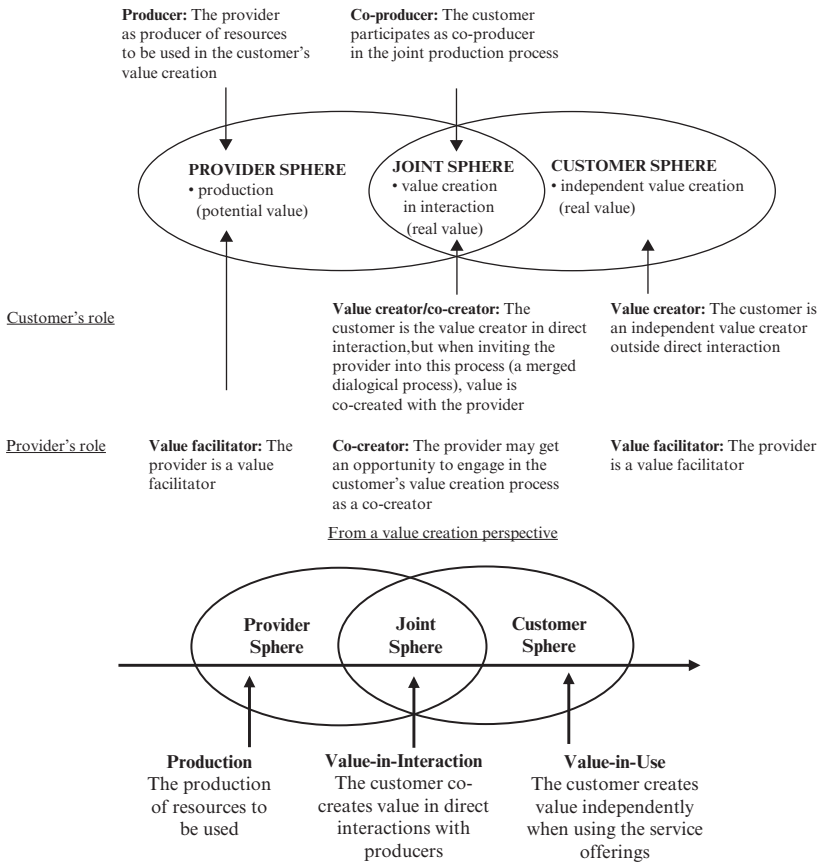 Producer: The provider
as producer of resources
to be used in the customer's
value creation
Co-producer: The customer
participates as co-producer
in the joint production process
PROVIDER SPHERE
• production
(potential value)
JOINT SPHERE
• value creation
in interaction
(real value)
CUSTOMER SPHERE
• independent value creation
(real value)
Customer's role
Value creator/co-creator: The
customer is the value creator in direct
interaction,but when inviting the
provider into this process (a merged
dialogical process), value is
co-created with the provider
Value creator: The customer is
an independent value creator
outside direct interaction
Provider's role
Value facilitator: The
provider is a value
facilitator
Co-creator: The provider may get
an opportunity to engage in the
customer's value creation process
as a co-creator
Value facilitator: The provider
is a value facilitator
From a value creation perspective
Provider
Sphere
Joint
Sphere
Customer
Sphere
Production
The production
of resources to
be used
Value-in-Interaction
The customer co-
creates value in direct
interactions with
producers
Value-in-Use
The customer creates
value independently
when using the service
offerings